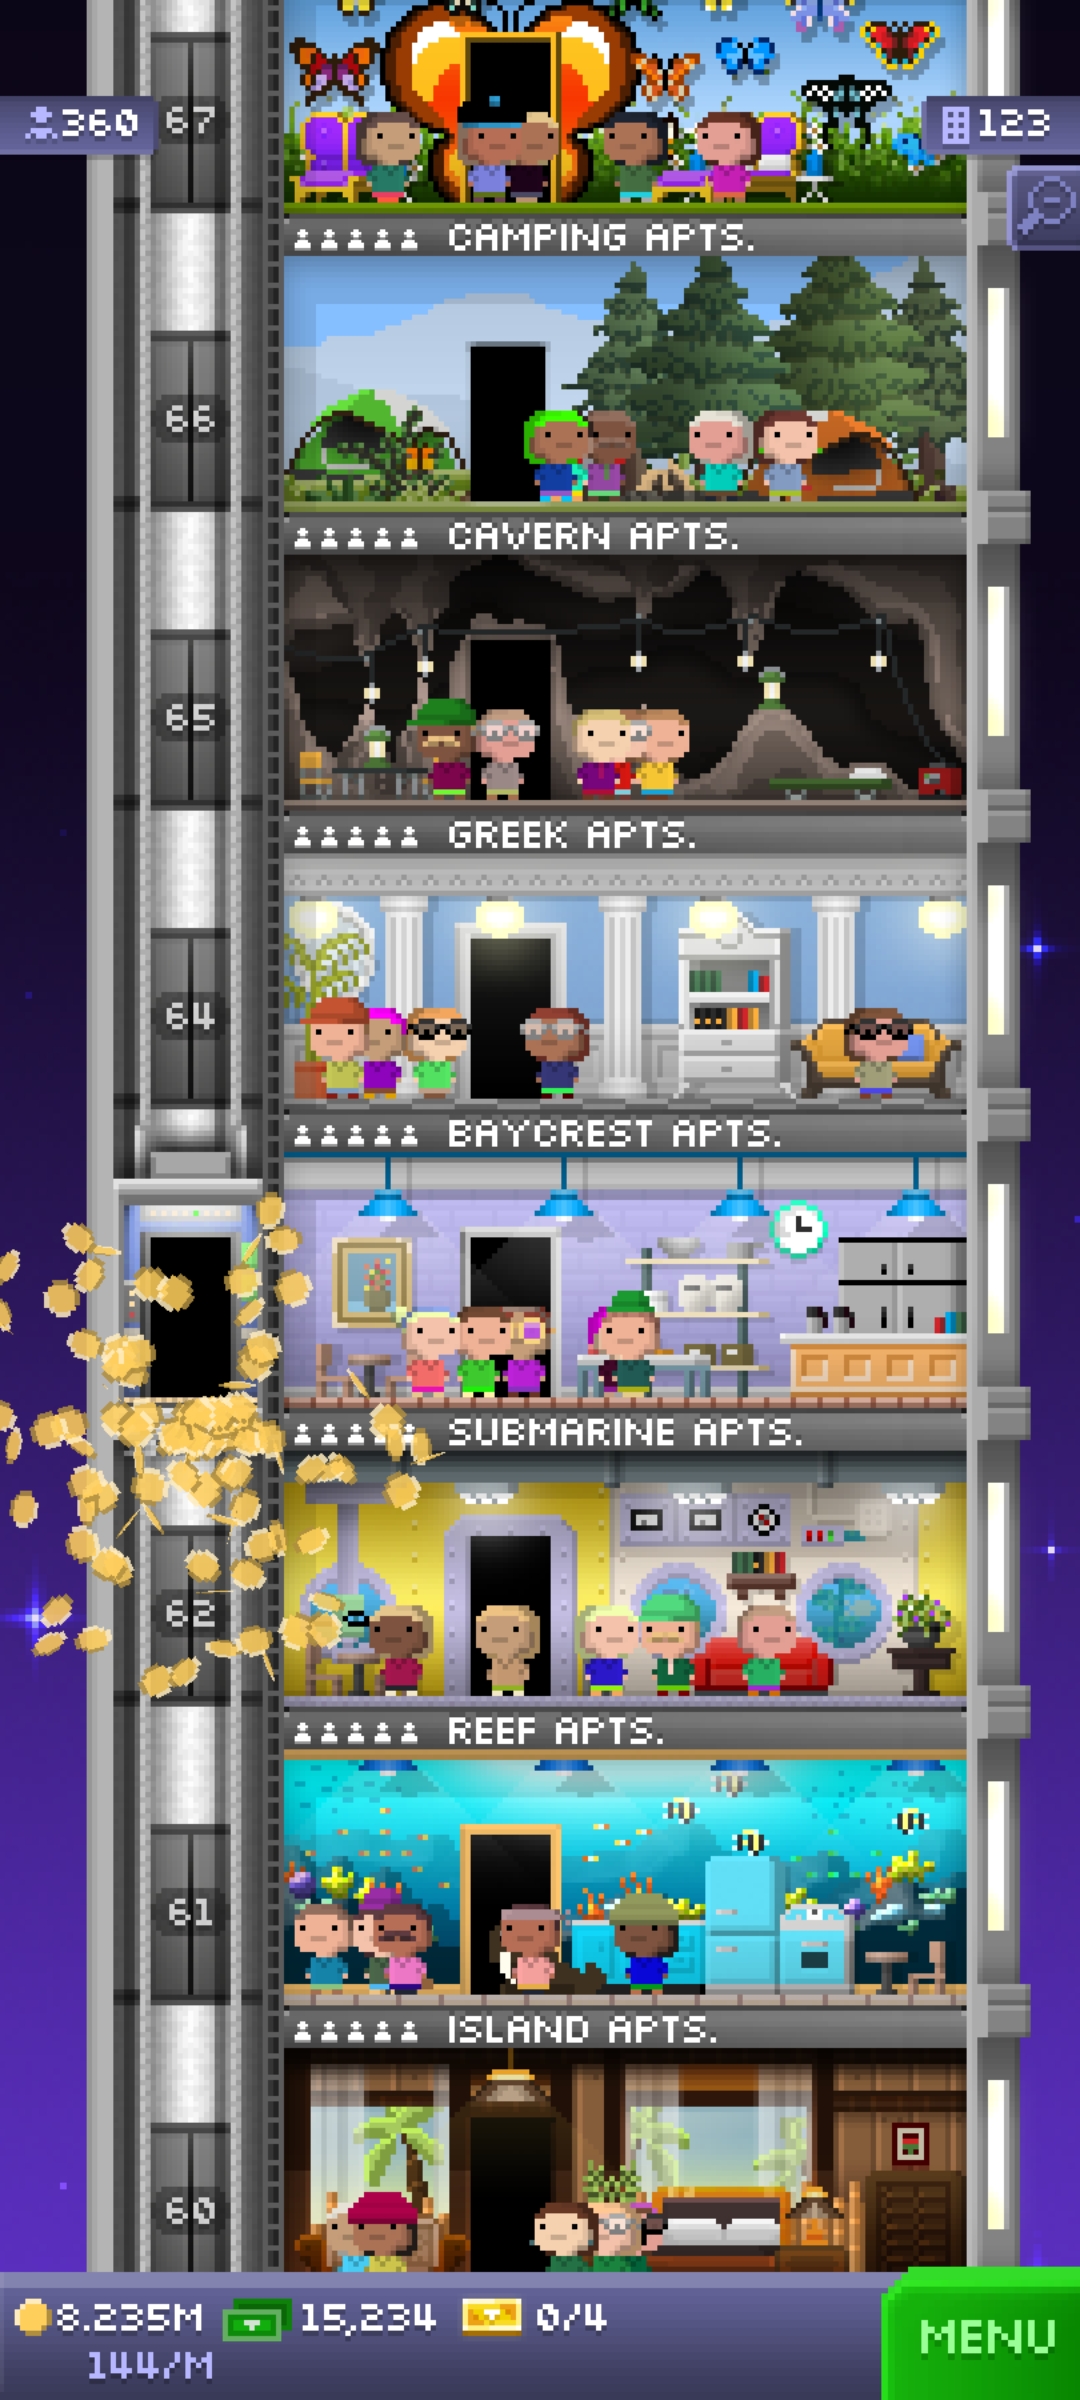 360
67
123
CAMPING APTS.
66
CAVERN APTS.
65
GREEK APTS.
64
BAYCREST APTS.
SUBMARINE APTS.
62
REEF APTS.
61
ISLAND APTS.
60
8.235M 15,234 0/4
144/M
MENU